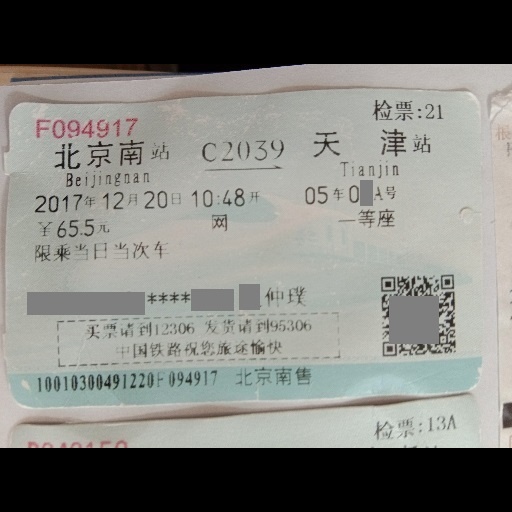 检票:21
F094917
北京南站 C2039 天津站
Beijingnan Tianjin
2017年12月20日 10:48开 05车0A号
￥65.5元 网 一等座
限乘当日当次车
**** 仲璞
买票请到12306 发货请到95306
中国铁路祝您旅途愉快
10010300491220F094917 北京南售
检票:13A